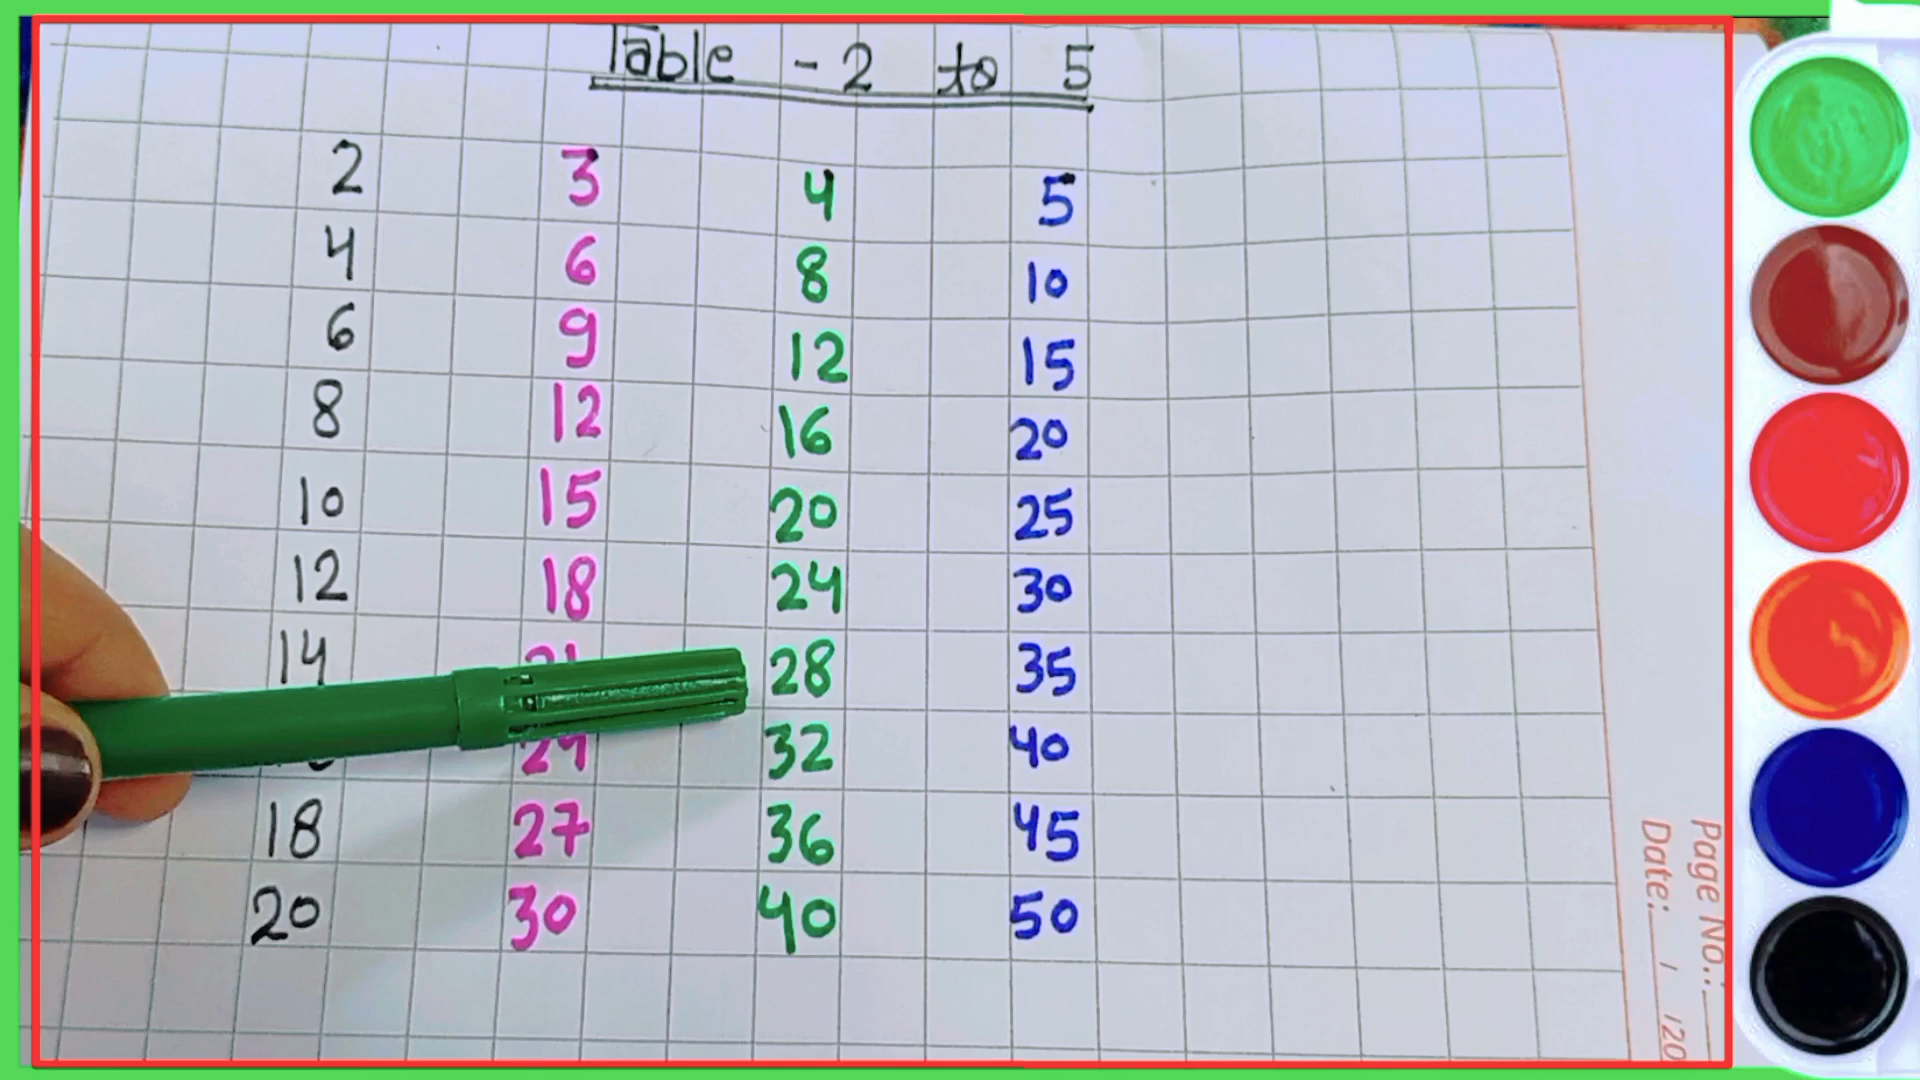 Table - 2 to 5
2 3 4 5
4 6 8 10
6 9 12 15
8 12 16 20
10 15 20 25
12 18 24 30
14 21 28 35
24 32 40
18 27 36 45
20 30 40 50
Page No.:
Date: / /20